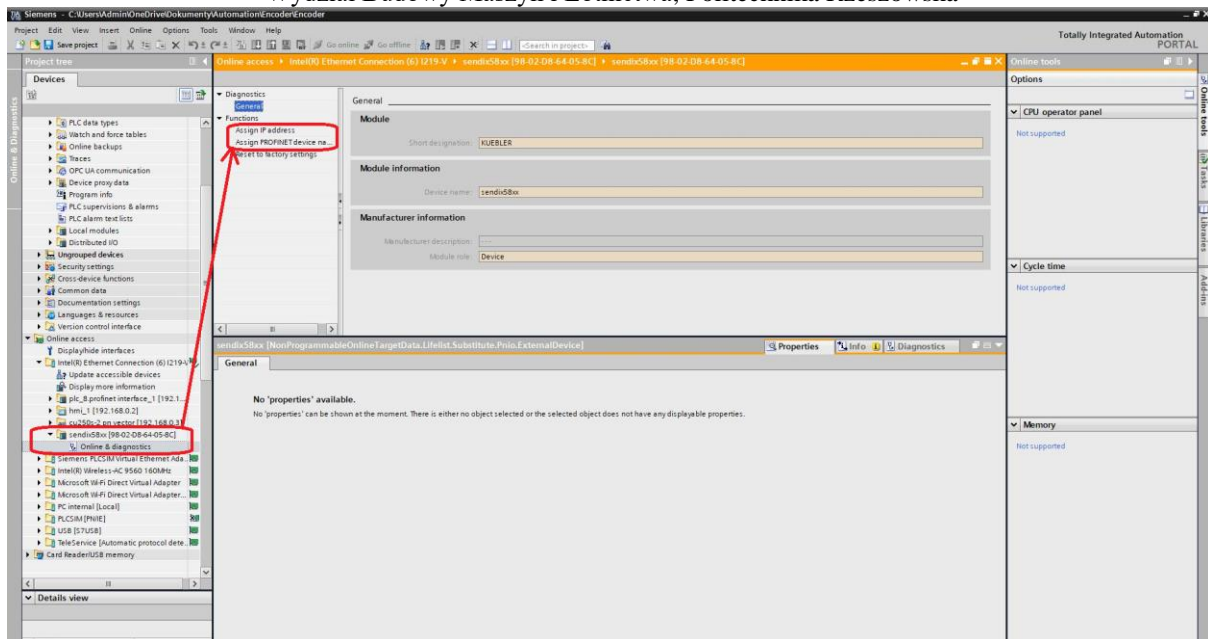 Wydział Budowy Maszyn i Lotnictwa, Politechnika Rzeszowska
Siemens - C:\Users\Admin\OneDrive\Dokumenty\Automation\Encoder\Encoder
Project Edit View Insert Online Options Tools Window Help
Totally Integrated Automation
PORTAL
Save project
Go online
Go offline
<Search in project>
Project tree
Devices
PLC data types
Watch and force tables
Online backups
Traces
OPC UA communication
Device proxy data
Program info
PLC supervisions & alarms
PLC alarm text lists
Local modules
Distributed I/O
Ungrouped devices
Security settings
Cross-device functions
Common data
Documentation settings
Languages & resources
Version control interface
Online access
Display/hide interfaces
Intel(R) Ethernet Connection (6) I219-V
Update accessible devices
Display more information
plc_8.profinet interface_1 [192.1...
hmi_1 [192.168.0.2]
cu250s-2 pn vector [192.168.0.3]
sendix58xx [98-02-D8-64-05-8C]
Online & diagnostics
Siemens PLCSIM Virtual Ethernet Ada...
Intel(R) Wireless-AC 9560 160MHz
Microsoft Wi-Fi Direct Virtual Adapter
Microsoft Wi-Fi Direct Virtual Adapter...
PC internal [Local]
PLCSIM [PN/IE]
USB [S7USB]
TeleService [Automatic protocol dete...
Card Reader/USB memory
Details view
Online & Diagnostics
Online access ▸ Intel(R) Ethernet Connection (6) I219-V ▸ sendix58xx [98-02-D8-64-05-8C] ▸ sendix58xx [98-02-D8-64-05-8C]
Diagnostics
General
Functions
Assign IP address
Assign PROFINET device na...
Reset to factory settings
General
Module
Short designation: KUEBLER
Module information
Device name: sendix58xx
Manufacturer information
Manufacturer description: ---
Module role: Device
sendix58xx [NonProgrammableOnlineTargetData.Lifelist.Substitute.Pnio.ExternalDevice]
Properties
Info
Diagnostics
General
No 'properties' available.
No 'properties' can be shown at the moment. There is either no object selected or the selected object does not have any displayable properties.
Online tools
Options
CPU operator panel
Not supported
Cycle time
Not supported
Memory
Not supported
Online tools
Tasks
Libraries
Add-ins